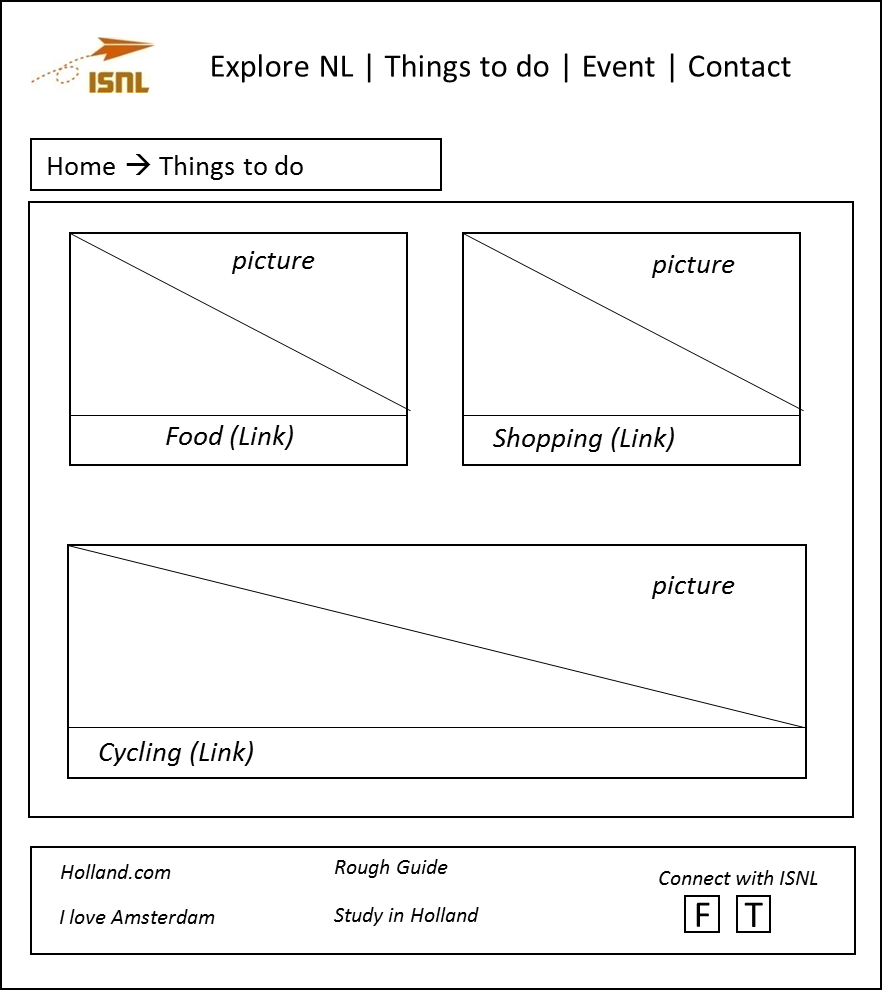 ISNL
Explore NL | Things to do | Event | Contact
Home → Things to do
picture
picture
Food (Link)
Shopping (Link)
picture
Cycling (Link)
Holland.com
Rough Guide
Connect with ISNL
I love Amsterdam
Study in Holland
F T